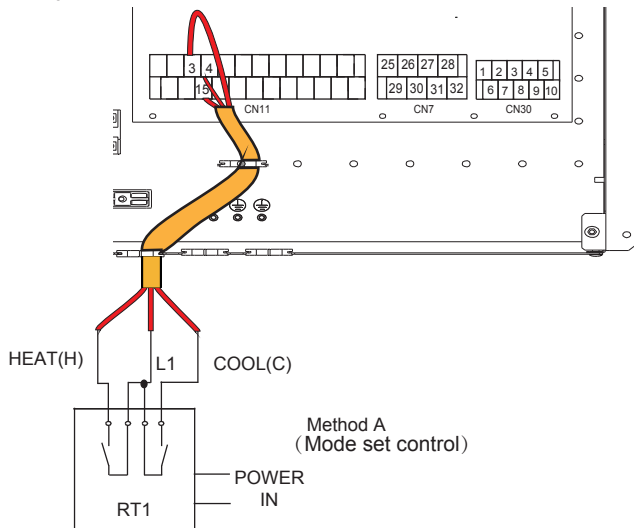 3 4
15
CN11
25 26 27 28
29 30 31 32
CN7
1 2 3 4 5
6 7 8 9 10
CN30
HEAT(H)
L1
COOL(C)
Method A
(Mode set control)
POWER
IN
RT1